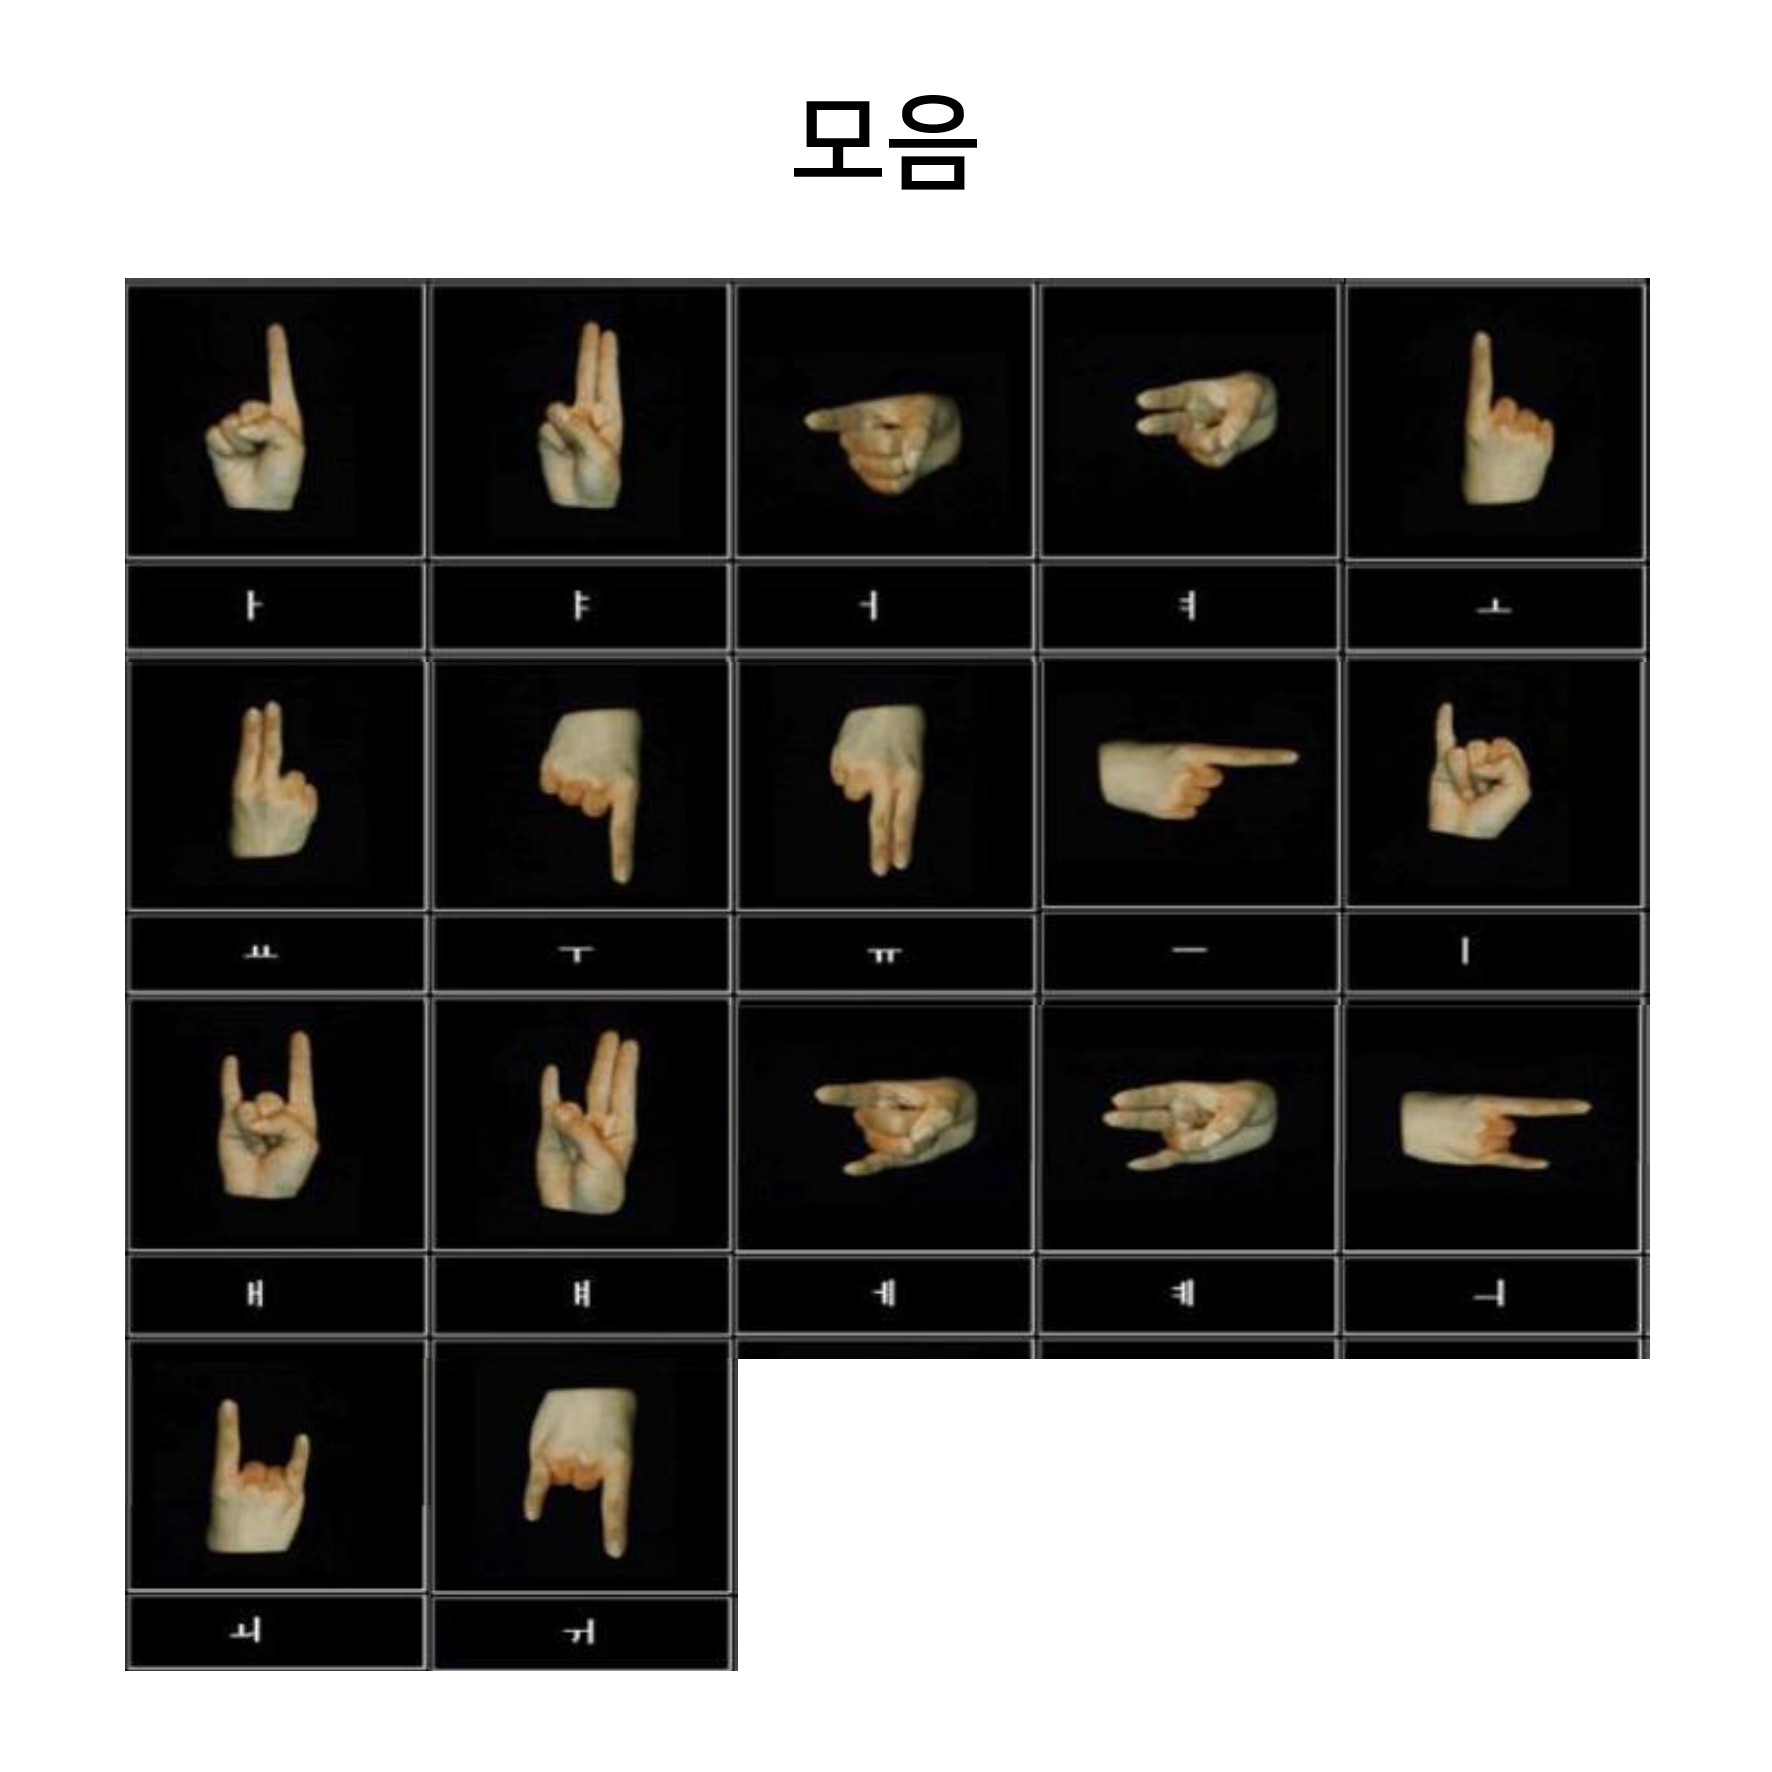 모음
ㅏ ㅑ ㅓ ㅕ ㅗ
ㅛ ㅜ ㅠ ㅡ ㅣ
ㅐ ㅒ ㅔ ㅖ ㅢ
ㅚ ㅟ